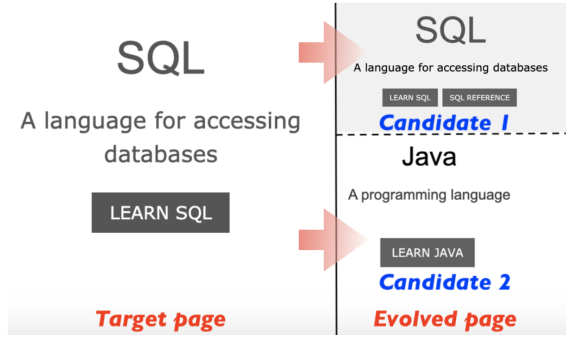 SQL
A language for accessing
databases
LEARN SQL
Target page
SQL
A language for accessing databases
LEARN SQL SQL REFERENCE
Candidate 1
Java
A programming language
LEARN JAVA
Candidate 2
Evolved page